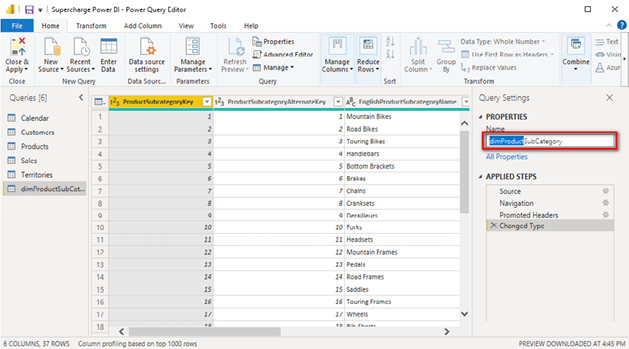 Supercharge Power BI - Power Query Editor
File Home Transform Add Column View Tools Help
Close & Apply
New Source
Recent Sources
Enter Data
Data source settings
Manage Parameters
Refresh Preview
Properties
Advanced Editor
Manage
Manage Columns
Reduce Rows
Split Column
Group By
Data Type: Whole Number
Use First Row as Headers
Replace Values
Combine
Text
Azur
Close New Query Data Sourc... Parameters Query Sort Transform
Queries [6]
Calendar
Customers
Products
Sales
Territories
dimProductSubCat...
ProductSubcategoryKey ProductSubcategoryAlternateKey EnglishProductSubcategoryName
1 1 1 Mountain Bikes
2 2 2 Road Bikes
3 3 3 Touring Bikes
4 4 4 Handlebars
5 5 5 Bottom Brackets
6 6 6 Brakes
7 7 7 Chains
8 8 8 Cranksets
9 9 9 Derailleurs
10 10 10 Forks
11 11 11 Headsets
12 12 12 Mountain Frames
13 13 13 Pedals
14 14 14 Road Frames
15 15 15 Saddles
16 16 16 Touring Frames
17 17 17 Wheels
18 18 18 Bib-Shorts
Query Settings
PROPERTIES
Name
dimProductSubCategory
All Properties
APPLIED STEPS
Source
Navigation
Promoted Headers
Changed Type
6 COLUMNS, 37 ROWS Column profiling based on top 1000 rows PREVIEW DOWNLOADED AT 4:45 PM